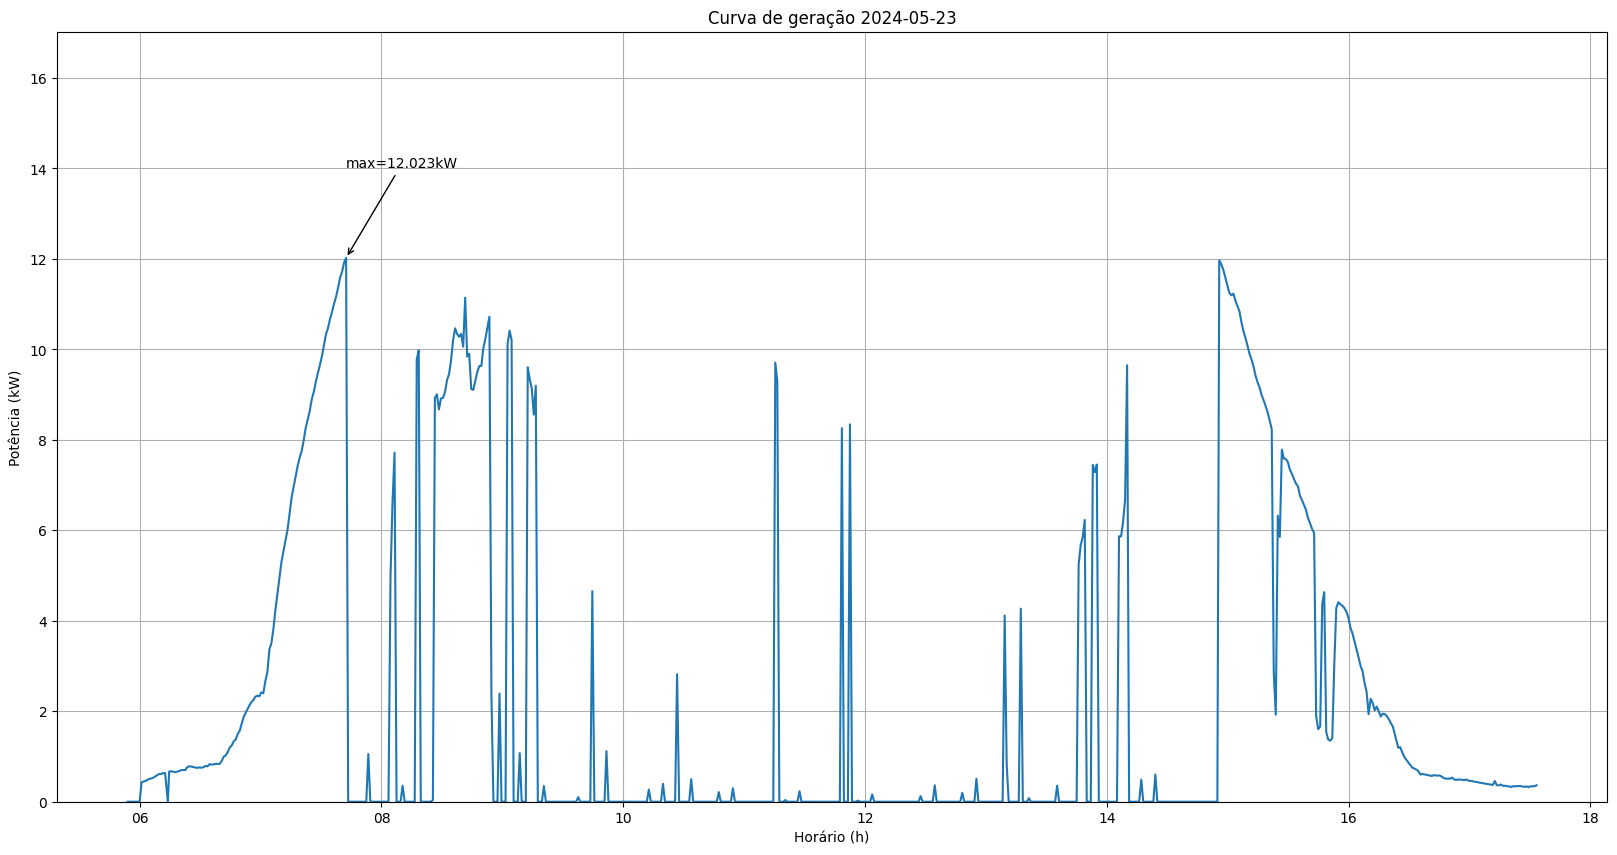 Curva de geração 2024-05-23
16
14
12
10
8
6
4
2
0
max=12.023kW
Potência (kW)
06 08 10 12 14 16 18
Horário (h)